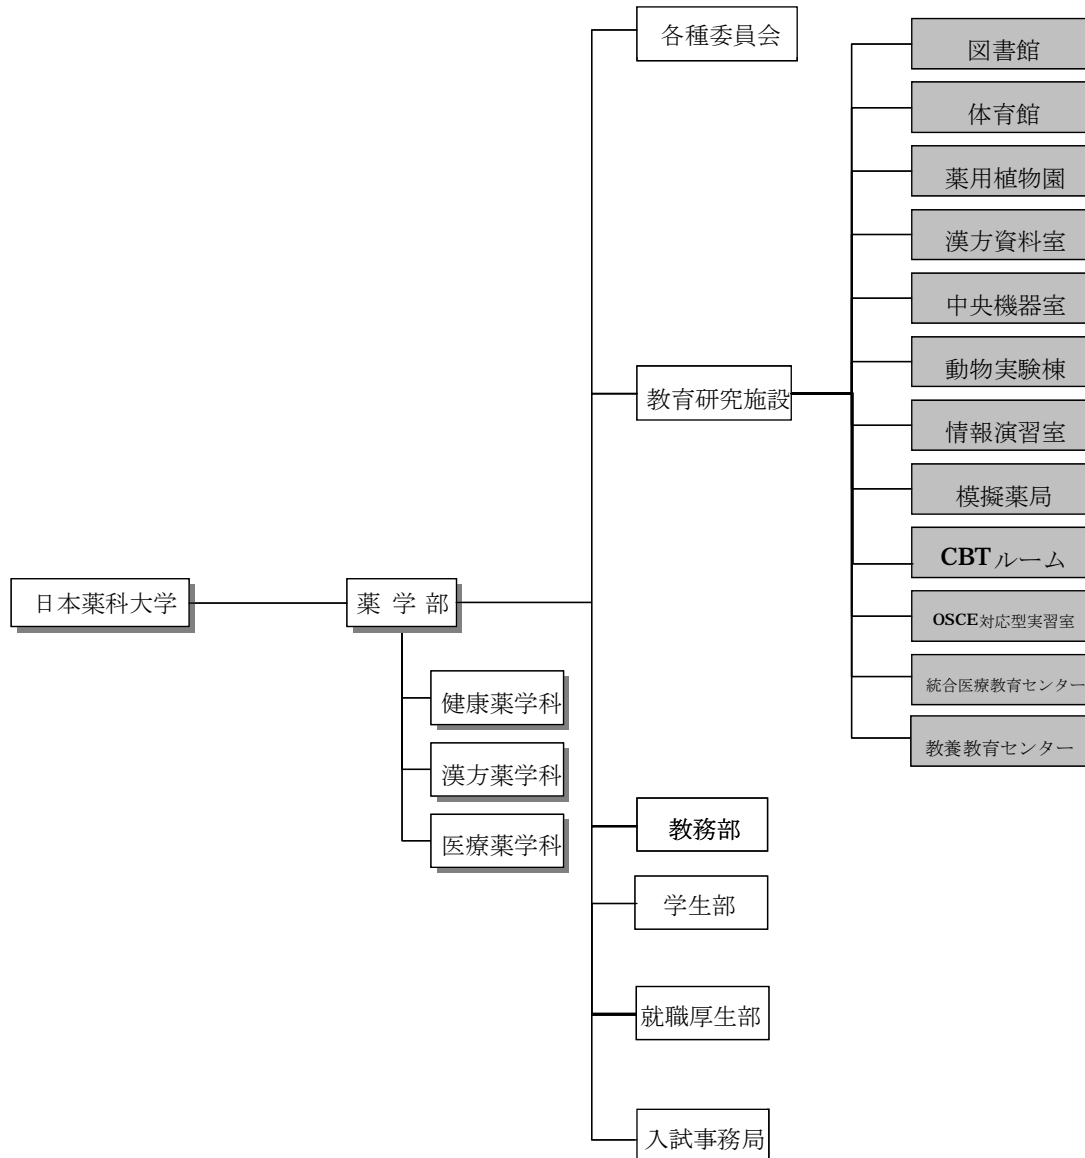 各種委員会
図書館
体育館
薬用植物園
漢方資料室
中央機器室
動物実験棟
教育研究施設
情報演習室
模擬薬局
CBTルーム
日本薬科大学
薬 学 部
OSCE対応型実習室
健康薬学科
統合医療教育センター
教養教育センター
漢方薬学科
医療薬学科
教務部
学生部
就職厚生部
入試事務局